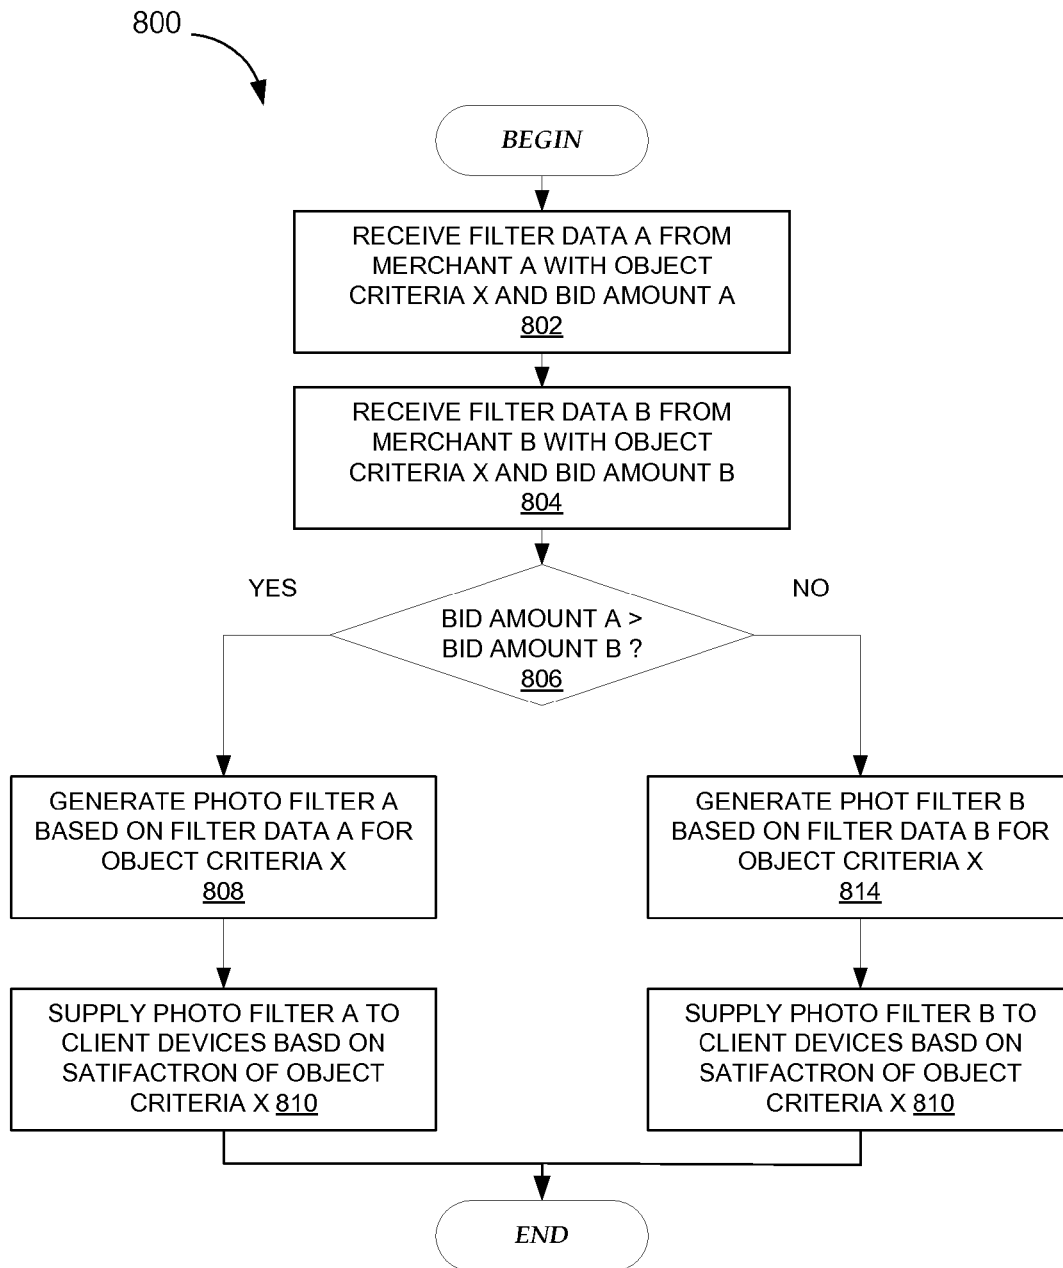 800
BEGIN
RECEIVE FILTER DATA A FROM
MERCHANT A WITH OBJECT
CRITERIA X AND BID AMOUNT A
802
RECEIVE FILTER DATA B FROM
MERCHANT B WITH OBJECT
CRITERIA X AND BID AMOUNT B
804
YES
NO
BID AMOUNT A >
BID AMOUNT B ?
806
GENERATE PHOTO FILTER A
BASED ON FILTER DATA A FOR
OBJECT CRITERIA X
808
GENERATE PHOT FILTER B
BASED ON FILTER DATA B FOR
OBJECT CRITERIA X
814
SUPPLY PHOTO FILTER A TO
CLIENT DEVICES BASD ON
SATIFACTRON OF OBJECT
CRITERIA X 810
SUPPLY PHOTO FILTER B TO
CLIENT DEVICES BASD ON
SATIFACTRON OF OBJECT
CRITERIA X 810
END